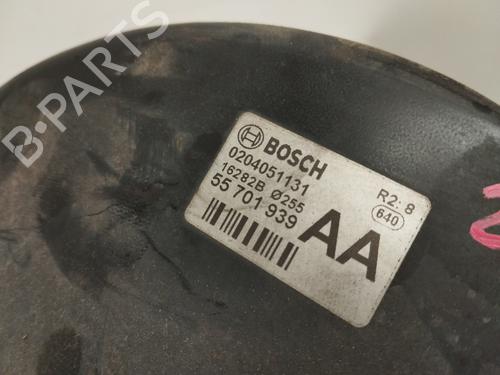 B-PARTS
BOSCH
0204051131
R2: 8
16282B Ø255
640
55 701 939
AA